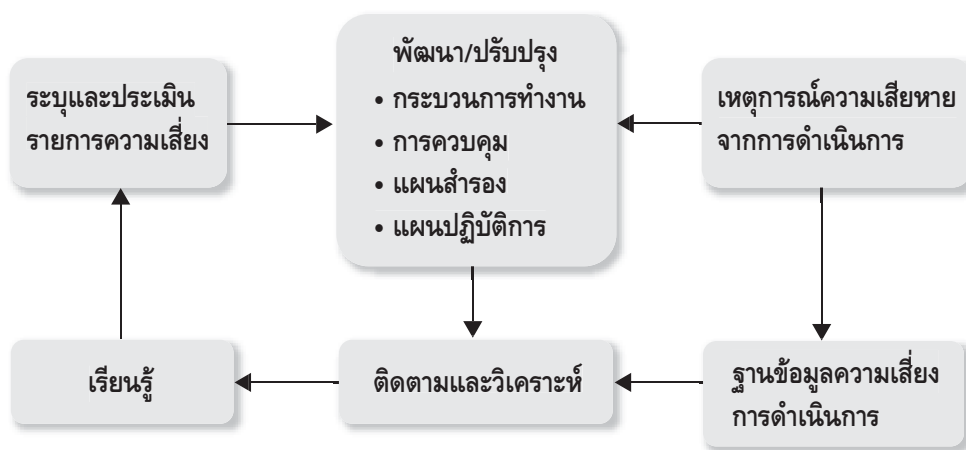 ระบุและประเมิน
รายการความเสี่ยง
พัฒนา/ปรับปรุง
• กระบวนการทำงาน
• การควบคุม
• แผนสำรอง
• แผนปฏิบัติการ
เหตุการณ์ความเสียหาย
จากการดำเนินการ
เรียนรู้
ติดตามและวิเคราะห์
ฐานข้อมูลความเสี่ยง
การดำเนินการ